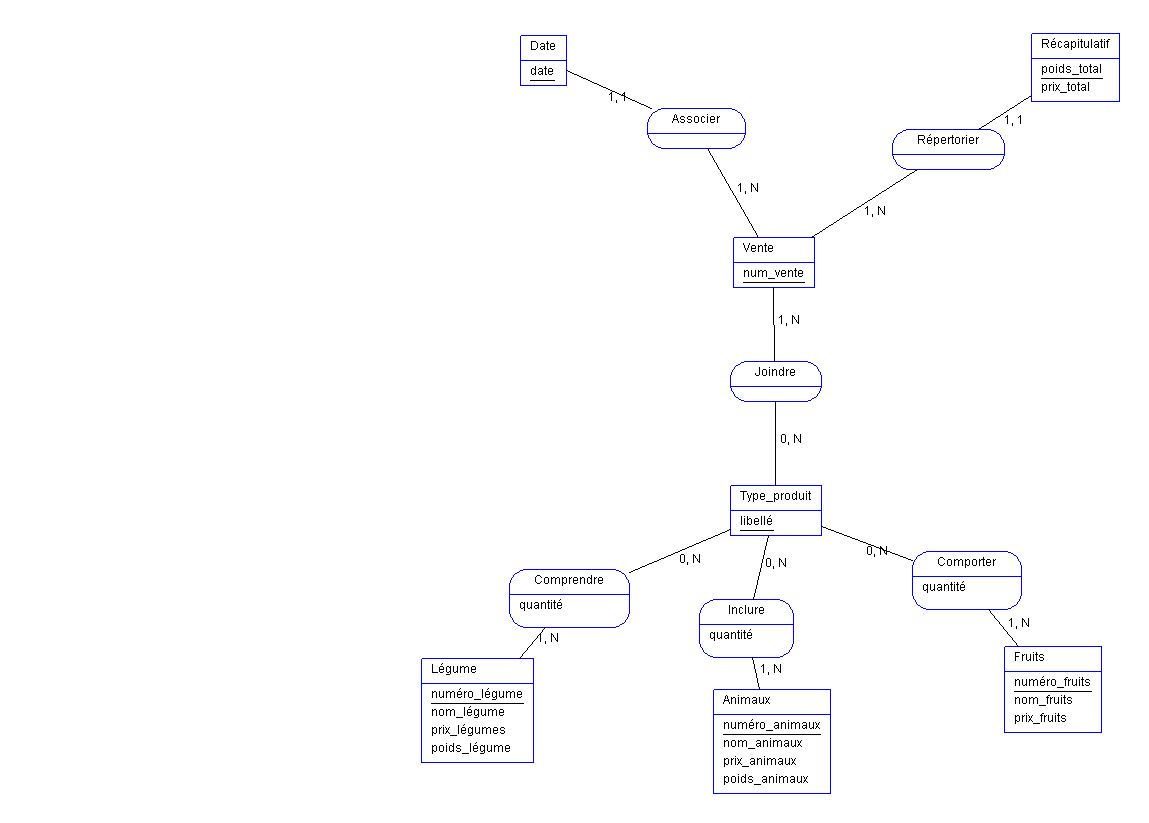 Date
date
Récapitulatif
poids_total
prix_total
1, 1
Associer
1, 1
Répertorier
1, N
1, N
Vente
num_vente
1, N
Joindre
0, N
Type_produit
libellé
0, N
0, N
0, N
Comprendre
quantité
Inclure
quantité
Comporter
quantité
1, N
1, N
1, N
Légume
numéro_légume
nom_légume
prix_légumes
poids_légume
Animaux
numéro_animaux
nom_animaux
prix_animaux
poids_animaux
Fruits
numéro_fruits
nom_fruits
prix_fruits